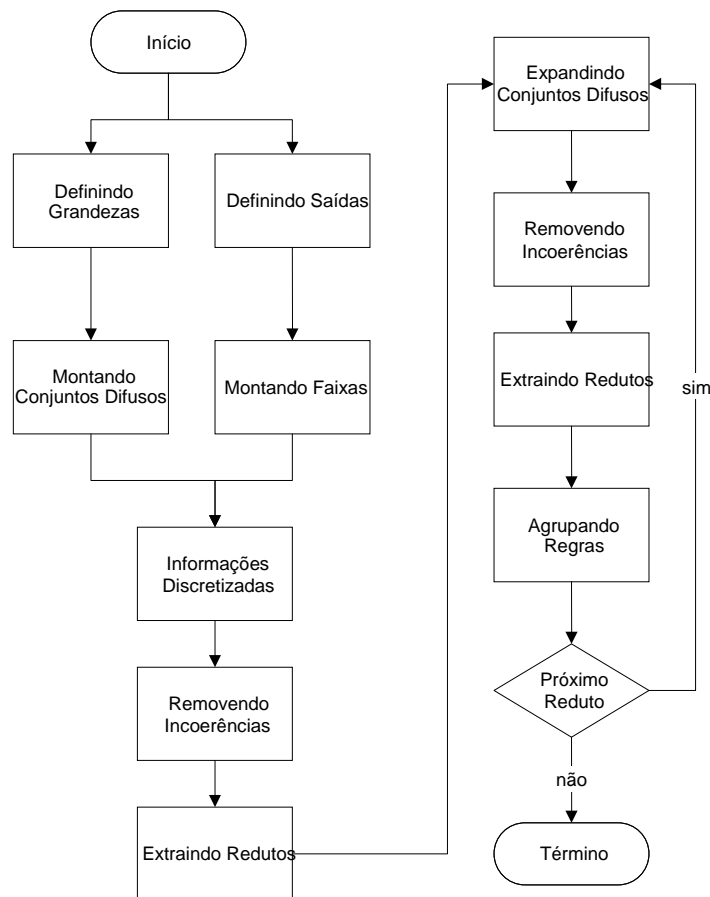 Início
Definindo
Grandezas
Definindo Saídas
Montando
Conjuntos Difusos
Montando Faixas
Informações
Discretizadas
Removendo
Incoerências
Extraindo Redutos
Expandindo
Conjuntos Difusos
Removendo
Incoerências
Extraindo Redutos
sim
Agrupando
Regras
Próximo
Reduto
não
Término